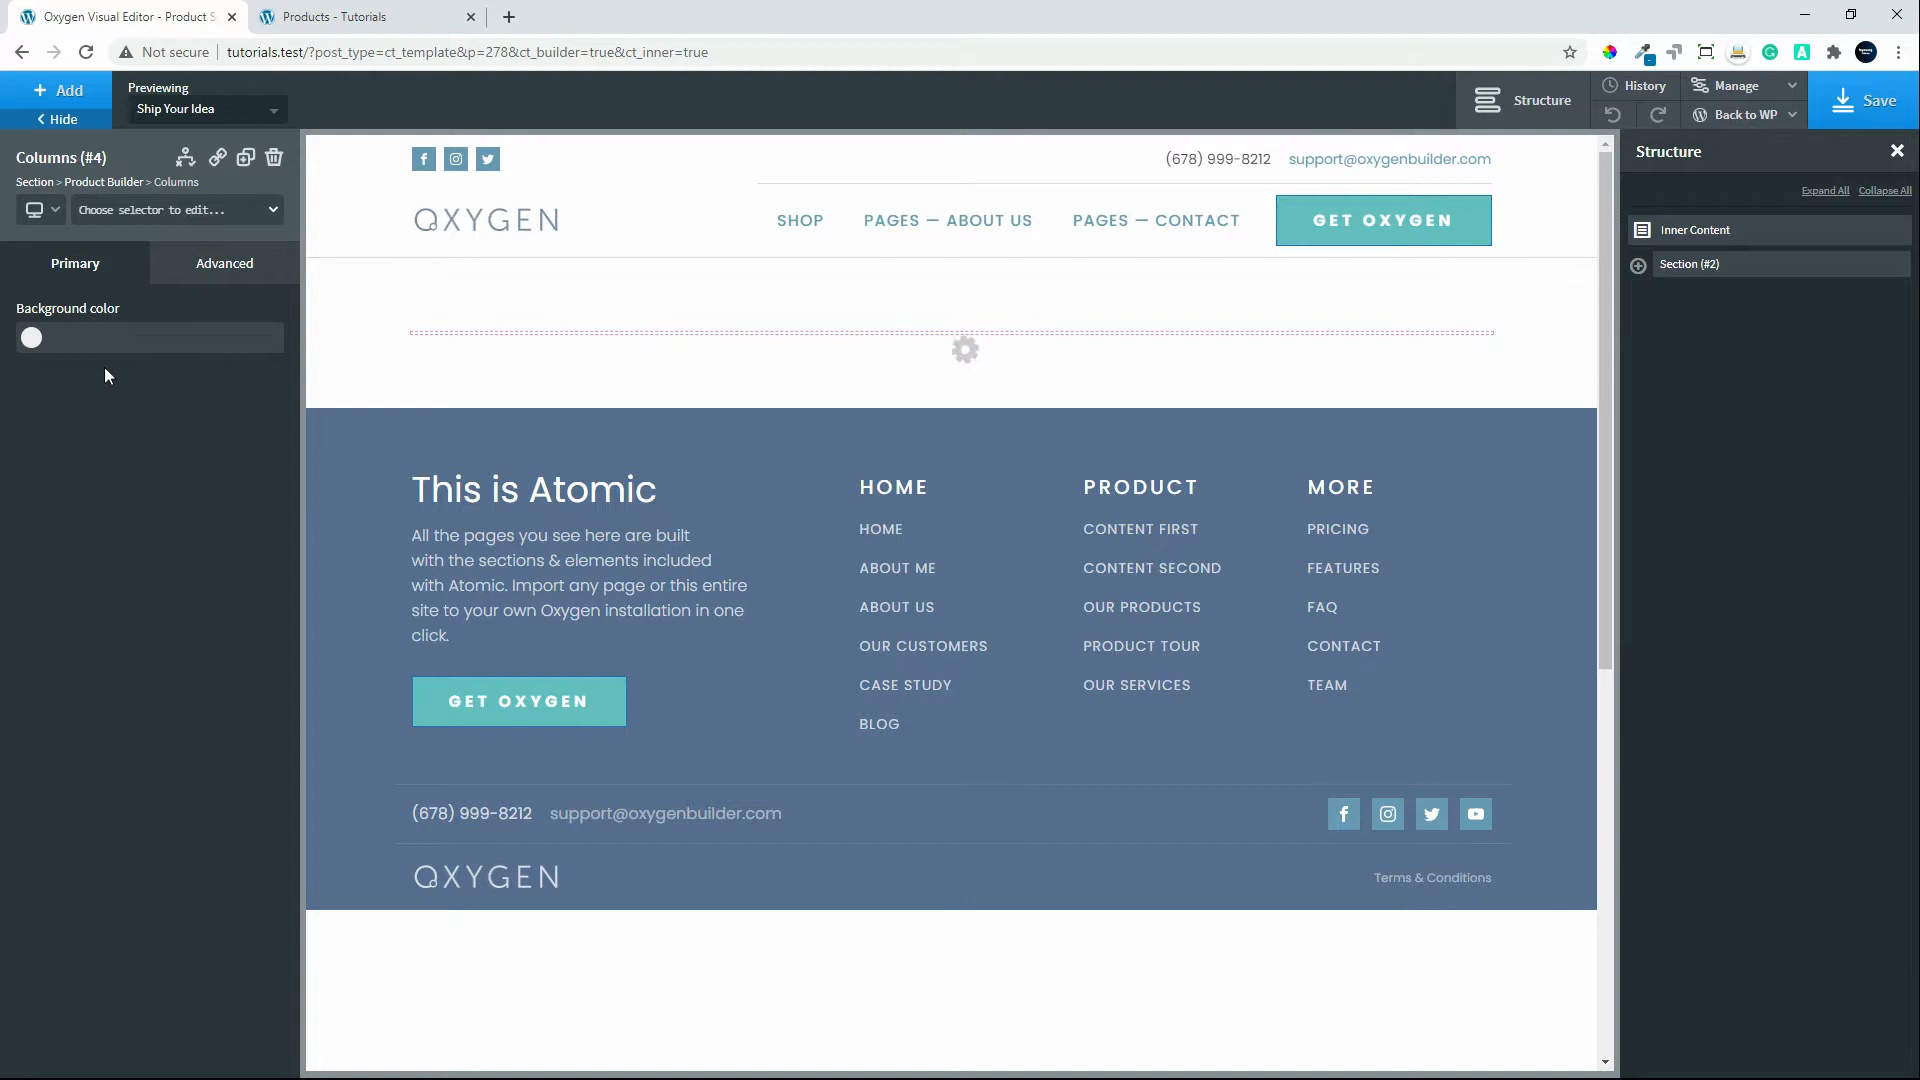 Oxygen Visual Editor - Product S
Products - Tutorials
Not secure
tutorials.test/?post_type=ct_template&p=278&ct_builder=true&ct_inner=true
+ Add
Hide
Previewing
Ship Your Idea
Structure
History
Manage
Back to WP
Save
Columns (#4)
Section > Product Builder > Columns
Choose selector to edit...
Primary
Advanced
Background color
(678) 999-8212
support@oxygenbuilder.com
OXYGEN
SHOP
PAGES — ABOUT US
PAGES — CONTACT
GET OXYGEN
This is Atomic
All the pages you see here are built
with the sections & elements included
with Atomic. Import any page or this entire
site to your own Oxygen installation in one
click.
GET OXYGEN
HOME
HOME
ABOUT ME
ABOUT US
OUR CUSTOMERS
CASE STUDY
BLOG
PRODUCT
CONTENT FIRST
CONTENT SECOND
OUR PRODUCTS
PRODUCT TOUR
OUR SERVICES
MORE
PRICING
FEATURES
FAQ
CONTACT
TEAM
(678) 999-8212
support@oxygenbuilder.com
OXYGEN
Terms & Conditions
Structure
Expand All
Collapse All
Inner Content
Section (#2)